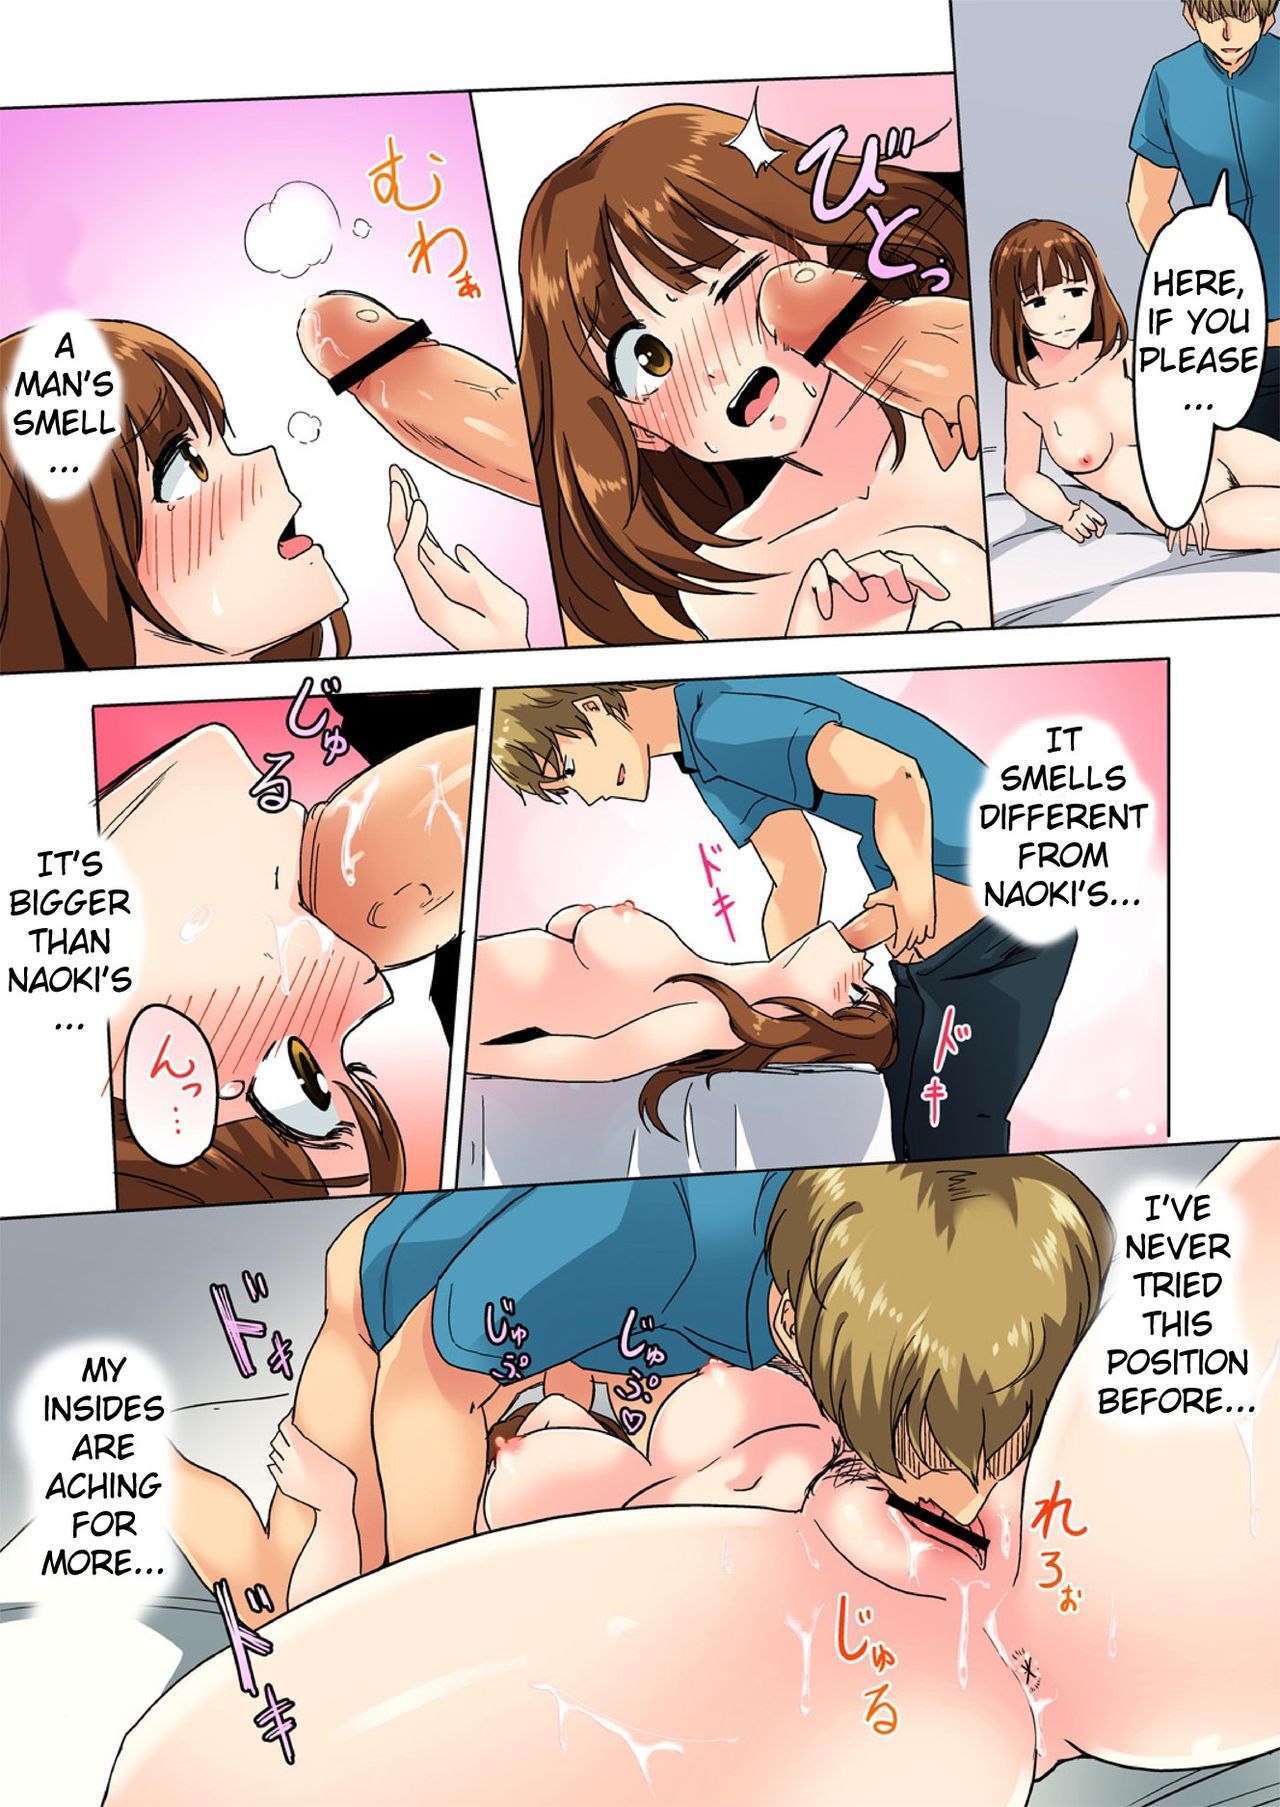 HERE,
IF YOU
PLEASE
...
びとっ
むわぁ
A
MAN'S
SMELL
...
IT
SMELLS
DIFFERENT
FROM
NAOKI'S...
ドキ
ドキ
じゅる
IT'S
BIGGER
THAN
NAOKI'S
...
んっ…
I'VE
NEVER
TRIED
THIS
POSITION
BEFORE...
じゅぷ♡
じゅぷ
ドキ
れろぉ
じゅる
MY
INSIDES
ARE
ACHING
FOR
MORE...
ドキ